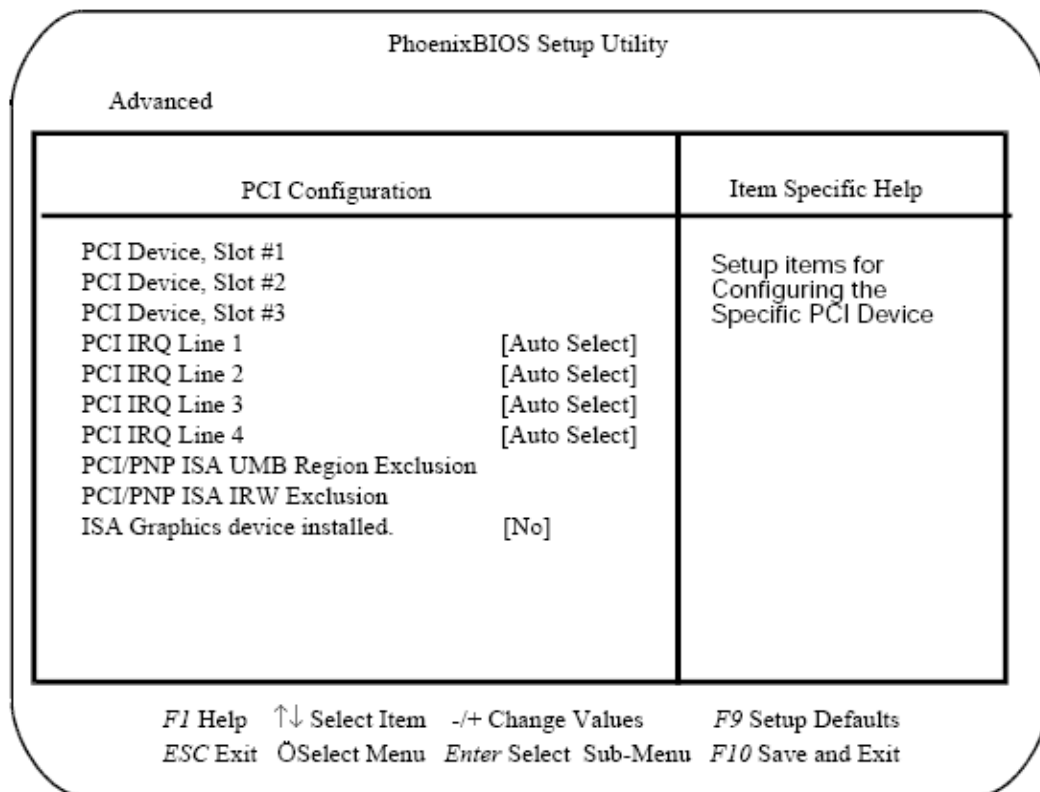 PhoenixBIOS Setup Utility
Advanced
PCI Configuration
Item Specific Help
PCI Device, Slot #1
PCI Device, Slot #2
PCI Device, Slot #3
PCI IRQ Line 1 [Auto Select]
PCI IRQ Line 2 [Auto Select]
PCI IRQ Line 3 [Auto Select]
PCI IRQ Line 4 [Auto Select]
PCI/PNP ISA UMB Region Exclusion
PCI/PNP ISA IRW Exclusion
ISA Graphics device installed. [No]
Setup items for
Configuring the
Specific PCI Device
F1 Help ↑↓ Select Item -/+ Change Values F9 Setup Defaults
ESC Exit ÖSelect Menu Enter Select Sub-Menu F10 Save and Exit